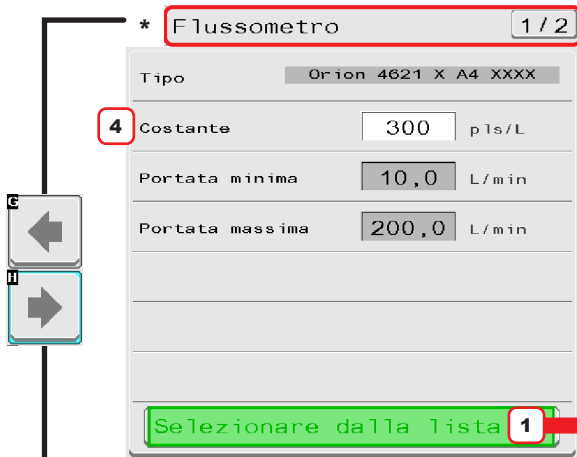 * Flussometro 1/2
Tipo Orion 4621 X A4 XXXX
4 Costante 300 pls/L
Portata minima 10,0 L/min
G
Portata massima 200,0 L/min
H
Selezionare dalla lista 1